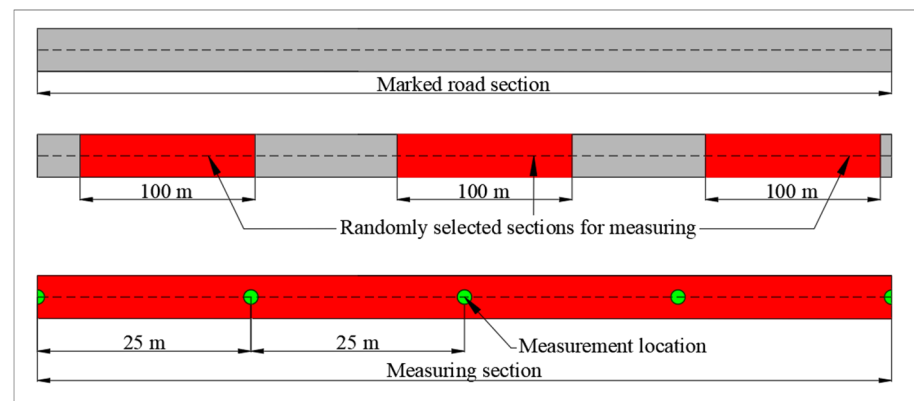 Marked road section
100 m 100 m 100 m
Randomly selected sections for measuring
25 m 25 m
Measurement location
Measuring section